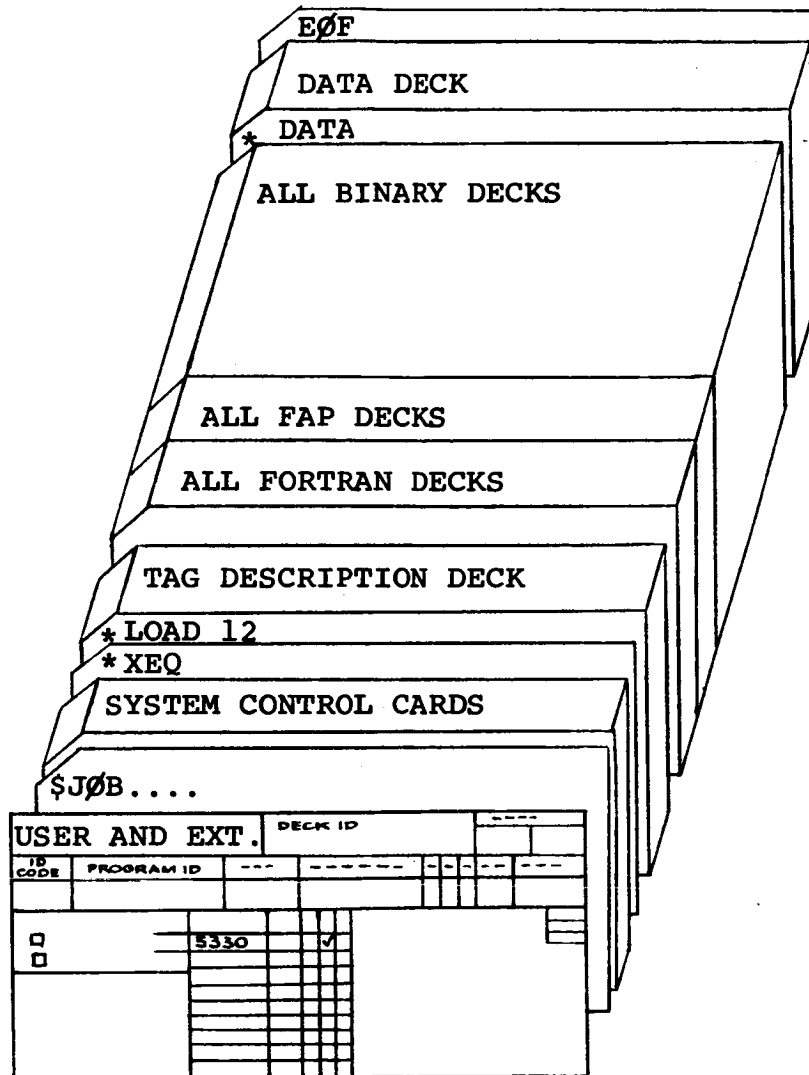 EØF
DATA DECK
* DATA
ALL BINARY DECKS
ALL FAP DECKS
ALL FORTRAN DECKS
TAG DESCRIPTION DECK
* LOAD 12
* XEQ
SYSTEM CONTROL CARDS
$JØB....
USER AND EXT. DECK ID ----
ID CODE PROGRAM ID --- ------- - - - - --- ---
5330 ✓